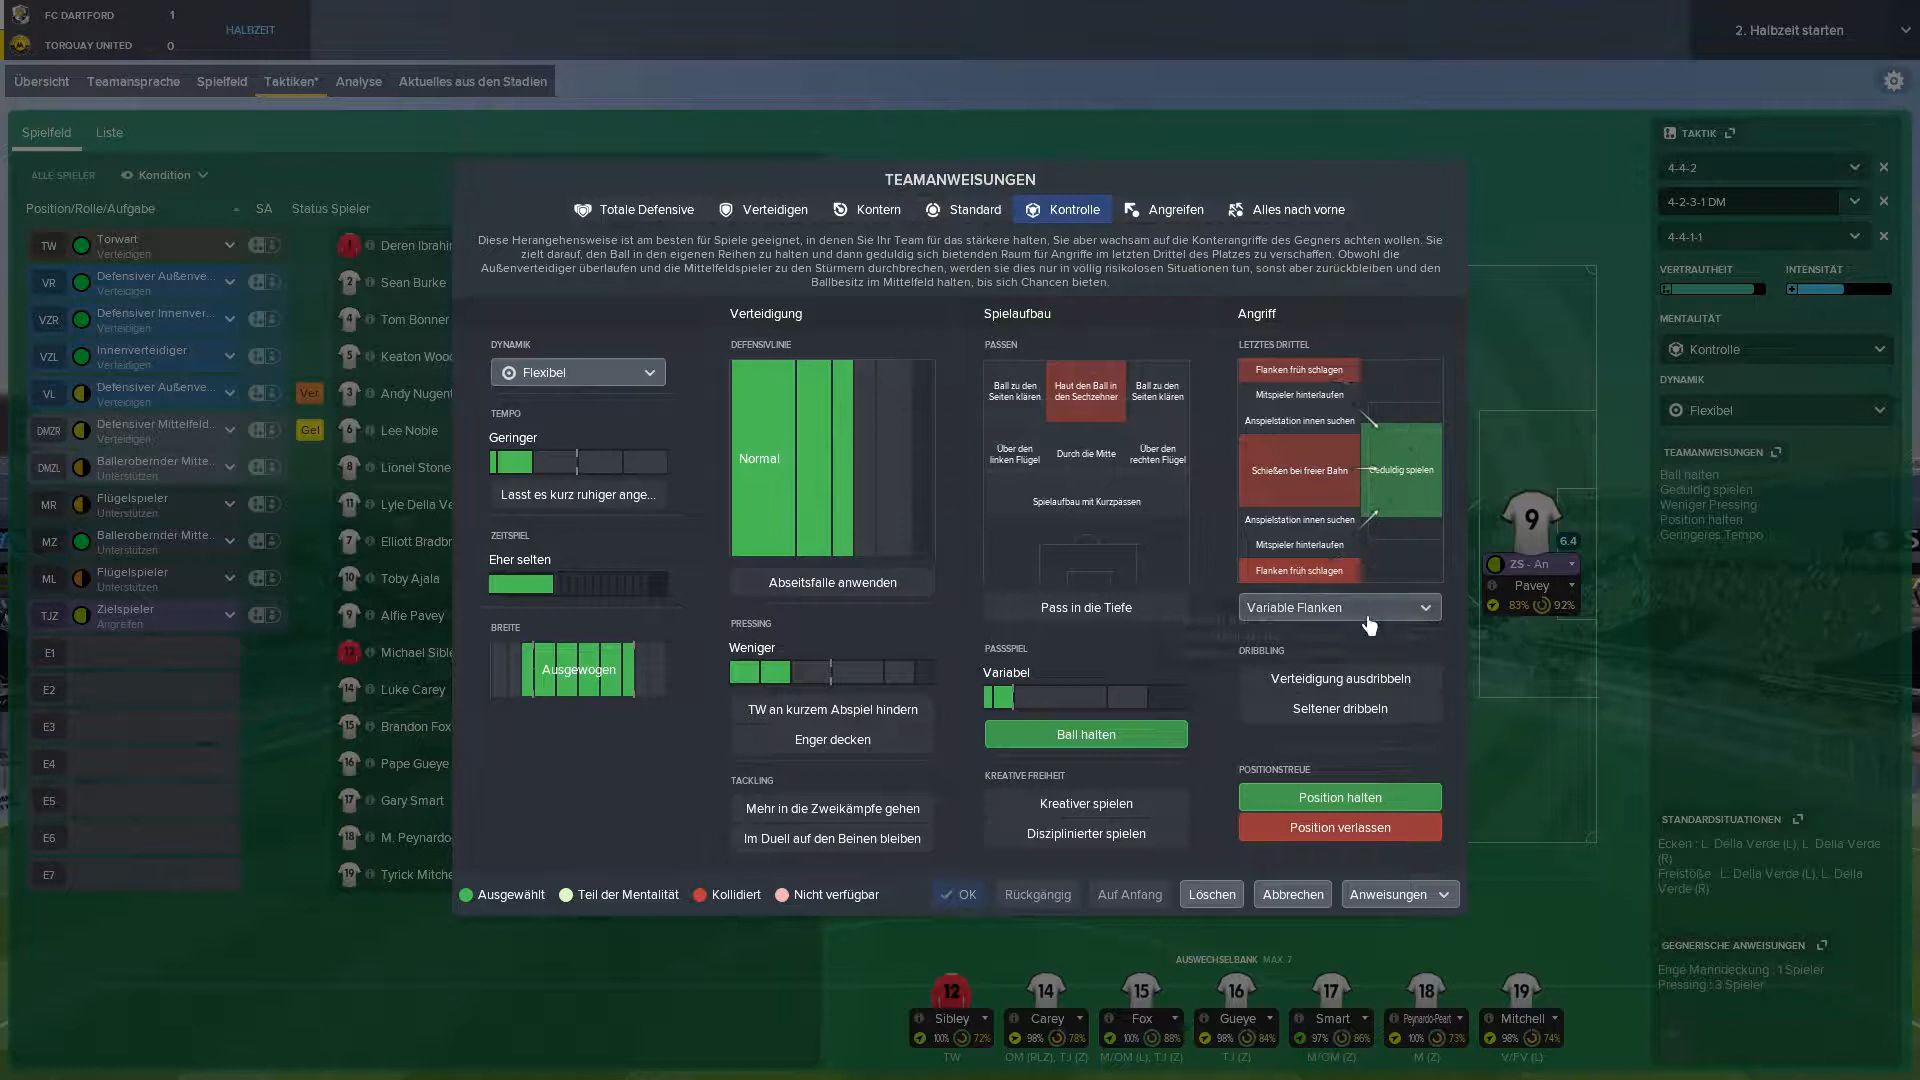 FC DARTFORD 1
HALBZEIT
TORQUAY UNITED 0
2. Halbzeit starten
Übersicht Teamansprache Spielfeld Taktiken* Analyse Aktuelles aus den Stadien
Spielfeld Liste
ALLE SPIELER Kondition
Position/Rolle/Aufgabe SA Status Spieler
TW Torwart
Verteidigen
Deren Ibrahi
VR Defensiver Außenve...
Verteidigen
2 Sean Burke
VZR Defensiver Innenver...
Verteidigen
4 Tom Bonner
VZL Innenverteidiger
Verteidigen
5 Keaton Wood
VL Defensiver Außenve...
Verteidigen
Ver 3 Andy Nugent
DMZR Defensiver Mittelfeld...
Verteidigen
Gel 6 Lee Noble
DMZL Ballerobernder Mitte...
Verteidigen
8 Lionel Stone
MR Flügelspieler
Unterstützen
11 Lyle Della Ve
MZ Ballerobernder Mitte...
Unterstützen
7 Elliott Bradbr
ML Flügelspieler
Unterstützen
10 Toby Ajala
TJZ Zielspieler
Angreifen
9 Alfie Pavey
E1 12 Michael Sible
E2 14 Luke Carey
E3 15 Brandon Fox
E4 16 Pape Gueye
E5 17 Gary Smart
E6 18 M. Peynardo
E7 19 Tyrick Mitche
TEAMANWEISUNGEN
Totale Defensive Verteidigen Kontern Standard Kontrolle Angreifen Alles nach vorne
Diese Herangehensweise ist am besten für Spiele geeignet, in denen Sie Ihr Team für das stärkere halten, Sie aber wachsam auf die Konterangriffe des Gegners achten wollen. Sie
zielt darauf, den Ball in den eigenen Reihen zu halten und dann geduldig sich bietenden Raum für Angriffe im letzten Drittel des Platzes zu verschaffen. Obwohl die
Außenverteidiger überlaufen und die Mittelfeldspieler zu den Stürmern durchbrechen, werden sie dies nur in völlig risikolosen Situationen tun, sonst aber zurückbleiben und den
Ballbesitz im Mittelfeld halten, bis sich Chancen bieten.
DYNAMIK
Flexibel
TEMPO
Geringer
Lasst es kurz ruhiger ange...
ZEITSPIEL
Eher selten
BREITE
Ausgewogen
Verteidigung
DEFENSIVLINIE
Normal
Abseitsfalle anwenden
PRESSING
Weniger
TW an kurzem Abspiel hindern
Enger decken
TACKLING
Mehr in die Zweikämpfe gehen
Im Duell auf den Beinen bleiben
Spielaufbau
PASSEN
Ball zu den
Seiten klären
Haut den Ball in
den Sechzehner
Ball zu den
Seiten klären
Über den
linken Flügel
Durch die Mitte
Über den
rechten Flügel
Spielaufbau mit Kurzpässen
Pass in die Tiefe
PASSSPIEL
Variabel
Ball halten
KREATIVE FREIHEIT
Kreativer spielen
Disziplinierter spielen
Angriff
LETZTES DRITTEL
Flanken früh schlagen
Mitspieler hinterlaufen
Anspielstation innen suchen
Schießen bei freier Bahn Geduldig spielen
Anspielstation innen suchen
Mitspieler hinterlaufen
Flanken früh schlagen
Variable Flanken
DRIBBLING
Verteidigung ausdribbeln
Seltener dribbeln
POSITIONSTREUE
Position halten
Position verlassen
Ausgewählt Teil der Mentalität Kollidiert Nicht verfügbar OK Rückgängig Auf Anfang Löschen Abbrechen Anweisungen
9
6.4
ZS - An
Pavey
83% 92%
TAKTIK
4-4-2
4-2-3-1 DM
4-4-1-1
VERTRAUTHEIT INTENSITÄT
MENTALITÄT
Kontrolle
DYNAMIK
Flexibel
TEAMANWEISUNGEN
Ball halten
Geduldig spielen
Weniger Pressing
Position halten
Geringeres Tempo
STANDARDSITUATIONEN
Ecken : L. Della Verde (L), L. Della Verde
(R)
Freistöße : L. Della Verde (L), L. Della
Verde (R)
GEGNERISCHE ANWEISUNGEN
Enge Manndeckung : 1 Spieler
Pressing : 3 Spieler
AUSWECHSELBANK MAX. 7
12 14 15 16 17 18 19
Sibley Carey Fox Gueye Smart Peynardo-Peart Mitchell
100% 72% 98% 78% 100% 88% 98% 84% 97% 86% 100% 73% 98% 74%
TW OM (RLZ), TJ (Z) M/OM (L), TJ (Z) TJ (Z) M/OM (Z) M (Z) V/FV (L)